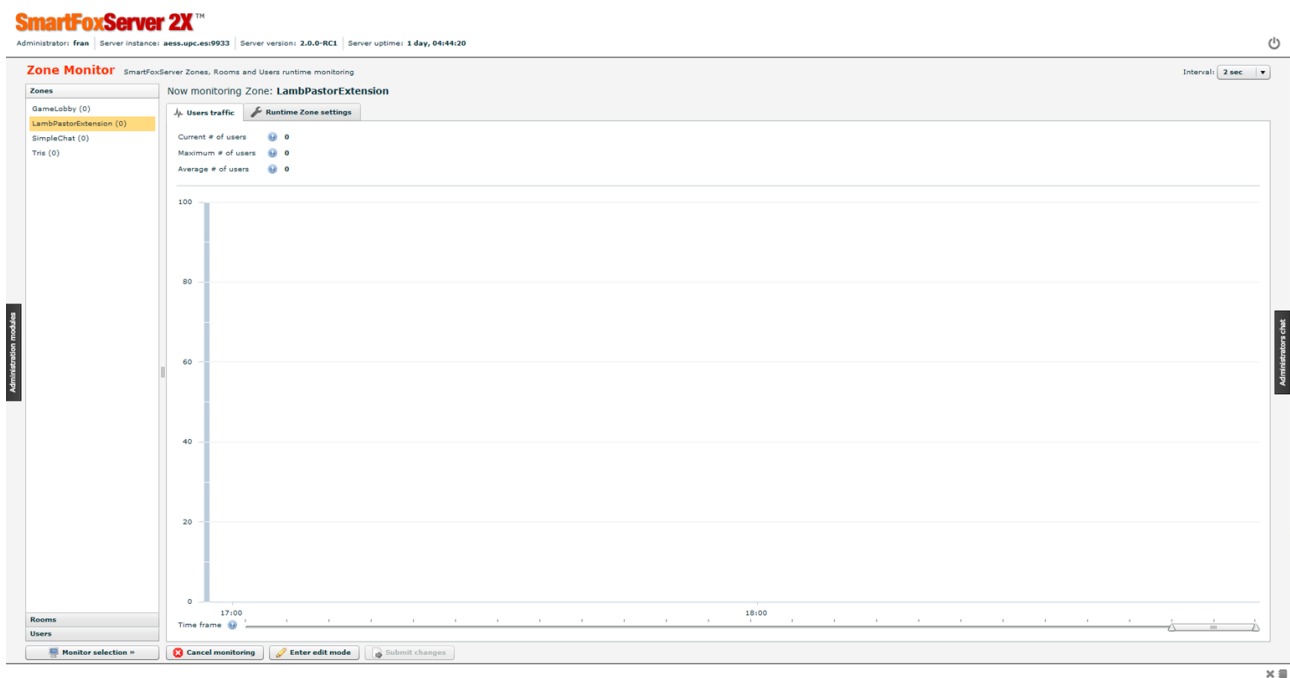 SmartFoxServer 2X™
Administrator: fran Server instance: aess.upc.es:9933 Server version: 2.0.0-RC1 Server uptime: 1 day, 04:44:20
Zone Monitor SmartFoxServer Zones, Rooms and Users runtime monitoring Interval: 2 sec
Zones
Now monitoring Zone: LambPastorExtension
GameLobby (0)
LambPastorExtension (0)
SimpleChat (0)
Tris (0)
Users traffic Runtime Zone settings
Current # of users 0
Maximum # of users 0
Average # of users 0
100
80
60
40
20
0
17:00 18:00
Time frame
Administration modules
Administrators chat
Rooms
Users
Monitor selection » Cancel monitoring Enter edit mode Submit changes